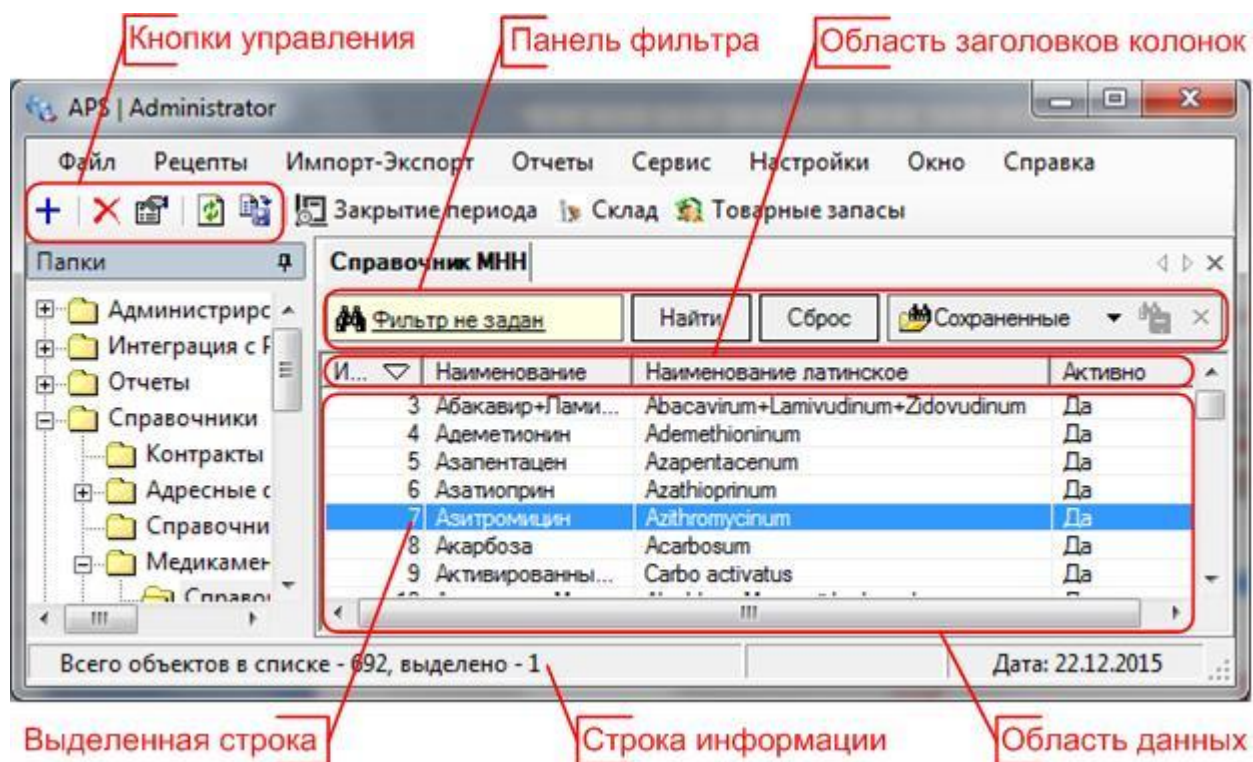 Кнопки управления Панель фильтра Область заголовков колонок
APS | Administrator
Файл Рецепты Импорт-Экспорт Отчеты Сервис Настройки Окно Справка
Закрытие периода Склад Товарные запасы
Папки
Справочник МНН
Администрирс
Интеграция с Р
Отчеты
Справочники
Контракты
Адресные с
Справочни
Медикамен
Справо
Фильтр не задан Найти Сброс Сохраненные
И... Наименование Наименование латинское Активно
3 Абакавир+Лами... Abacavirum+Lamivudinum+Zidovudinum Да
4 Адеметионин Ademethioninum Да
5 Азапентацен Azapentacenum Да
6 Азатиоприн Azathioprinum Да
7 Азитромицин Azithromycinum Да
8 Акарбоза Acarbosum Да
9 Активированны... Carbo activatus Да
Всего объектов в списке - 692, выделено - 1 Дата: 22.12.2015
Выделенная строка Строка информации Область данных